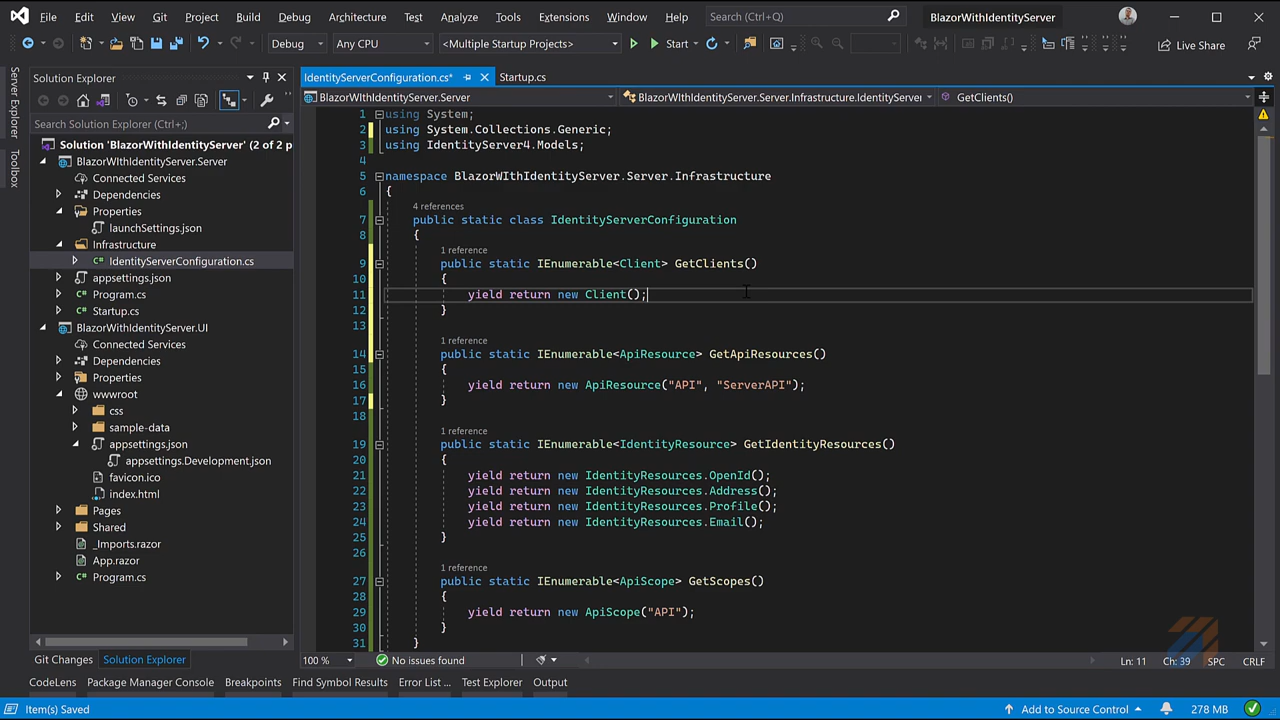 File Edit View Git Project Build Debug Architecture Test Analyze Tools Extensions Window Help Search (Ctrl+Q) BlazorWithIdentityServer
Debug Any CPU <Multiple Startup Projects> Start Live Share
Server Explorer
Toolbox
Solution Explorer
Search Solution Explorer (Ctrl+;)
Solution 'BlazorWithIdentityServer' (2 of 2 p
BlazorWIthIdentityServer.Server
Connected Services
Dependencies
Properties
launchSettings.json
Infrastructure
C# IdentityServerConfiguration.cs
appsettings.json
C# Program.cs
C# Startup.cs
BlazorWithIdentityServer.UI
Connected Services
Dependencies
Properties
wwwroot
css
sample-data
appsettings.json
appsettings.Development.json
favicon.ico
index.html
Pages
Shared
_Imports.razor
App.razor
C# Program.cs
Git Changes Solution Explorer
IdentityServerConfiguration.cs* Startup.cs
BlazorWIthIdentityServer.Server BlazorWIthIdentityServer.Server.Infrastructure.IdentityServer GetClients()
1 using System;
2 using System.Collections.Generic;
3 using IdentityServer4.Models;
4
5 namespace BlazorWIthIdentityServer.Server.Infrastructure
6 {
4 references
7 public static class IdentityServerConfiguration
8 {
1 reference
9 public static IEnumerable<Client> GetClients()
10 {
11 yield return new Client();
12 }
13
1 reference
14 public static IEnumerable<ApiResource> GetApiResources()
15 {
16 yield return new ApiResource("API", "ServerAPI");
17 }
18
1 reference
19 public static IEnumerable<IdentityResource> GetIdentityResources()
20 {
21 yield return new IdentityResources.OpenId();
22 yield return new IdentityResources.Address();
23 yield return new IdentityResources.Profile();
24 yield return new IdentityResources.Email();
25 }
26
1 reference
27 public static IEnumerable<ApiScope> GetScopes()
28 {
29 yield return new ApiScope("API");
30 }
31 }
100 % No issues found Ln: 11 Ch: 39 SPC CRLF
CodeLens Package Manager Console Breakpoints Find Symbol Results Error List ... Test Explorer Output
Item(s) Saved Add to Source Control 278 MB